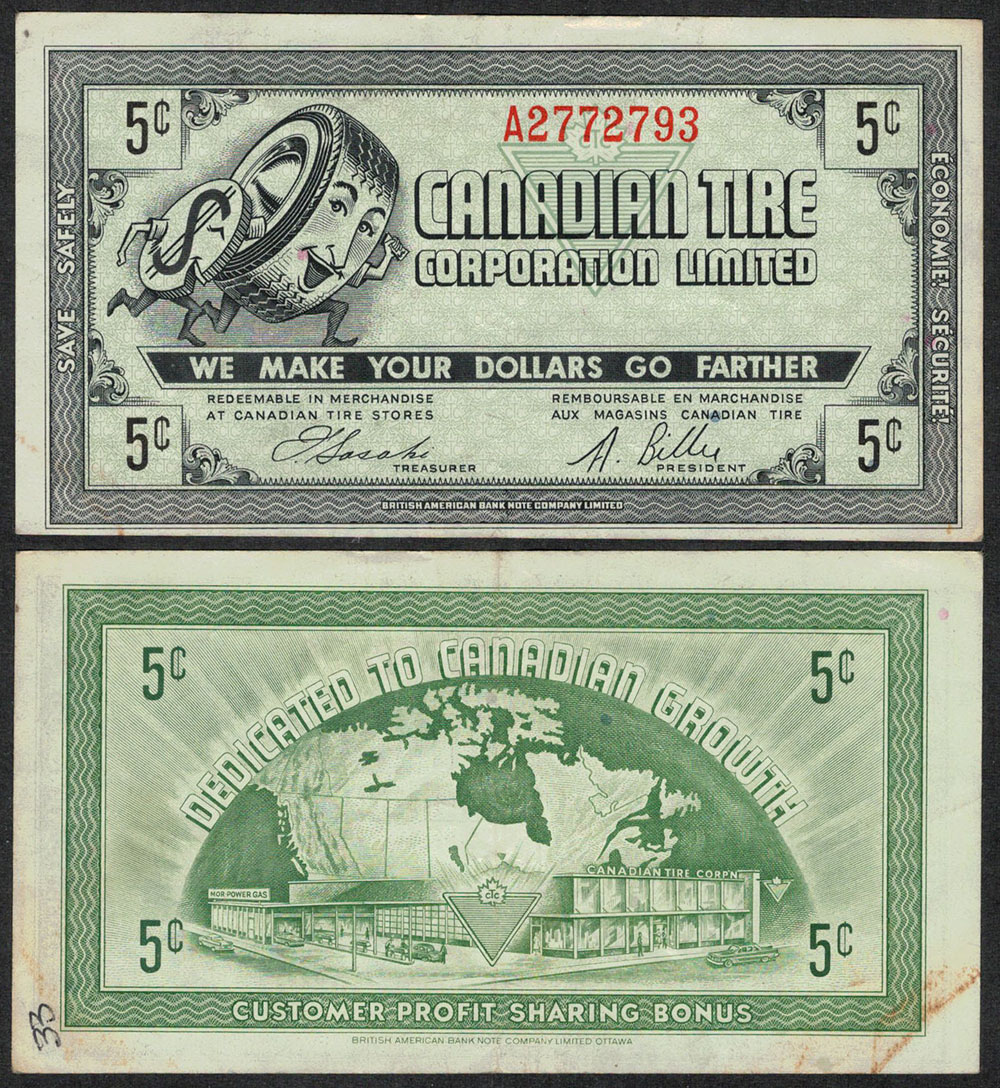 5¢ A2772793 5¢
CTC
CANADIAN TIRE
CORPORATION LIMITED
SAVE SAFELY
ÉCONOMIE! SÉCURITÉ!
$
WE MAKE YOUR DOLLARS GO FARTHER
REDEEMABLE IN MERCHANDISE
AT CANADIAN TIRE STORES
REMBOURSABLE EN MARCHANDISE
AUX MAGASINS CANADIAN TIRE
5¢ 5¢
TREASURER
A. Billes
PRESIDENT
BRITISH AMERICAN BANK NOTE COMPANY LIMITED
5¢ 5¢
DEDICATED TO CANADIAN GROWTH
CANADIAN TIRE CORPN.
MOR POWER GAS
CTC
5¢ 5¢
CUSTOMER PROFIT SHARING BONUS
BRITISH AMERICAN BANK NOTE COMPANY LIMITED OTTAWA
33